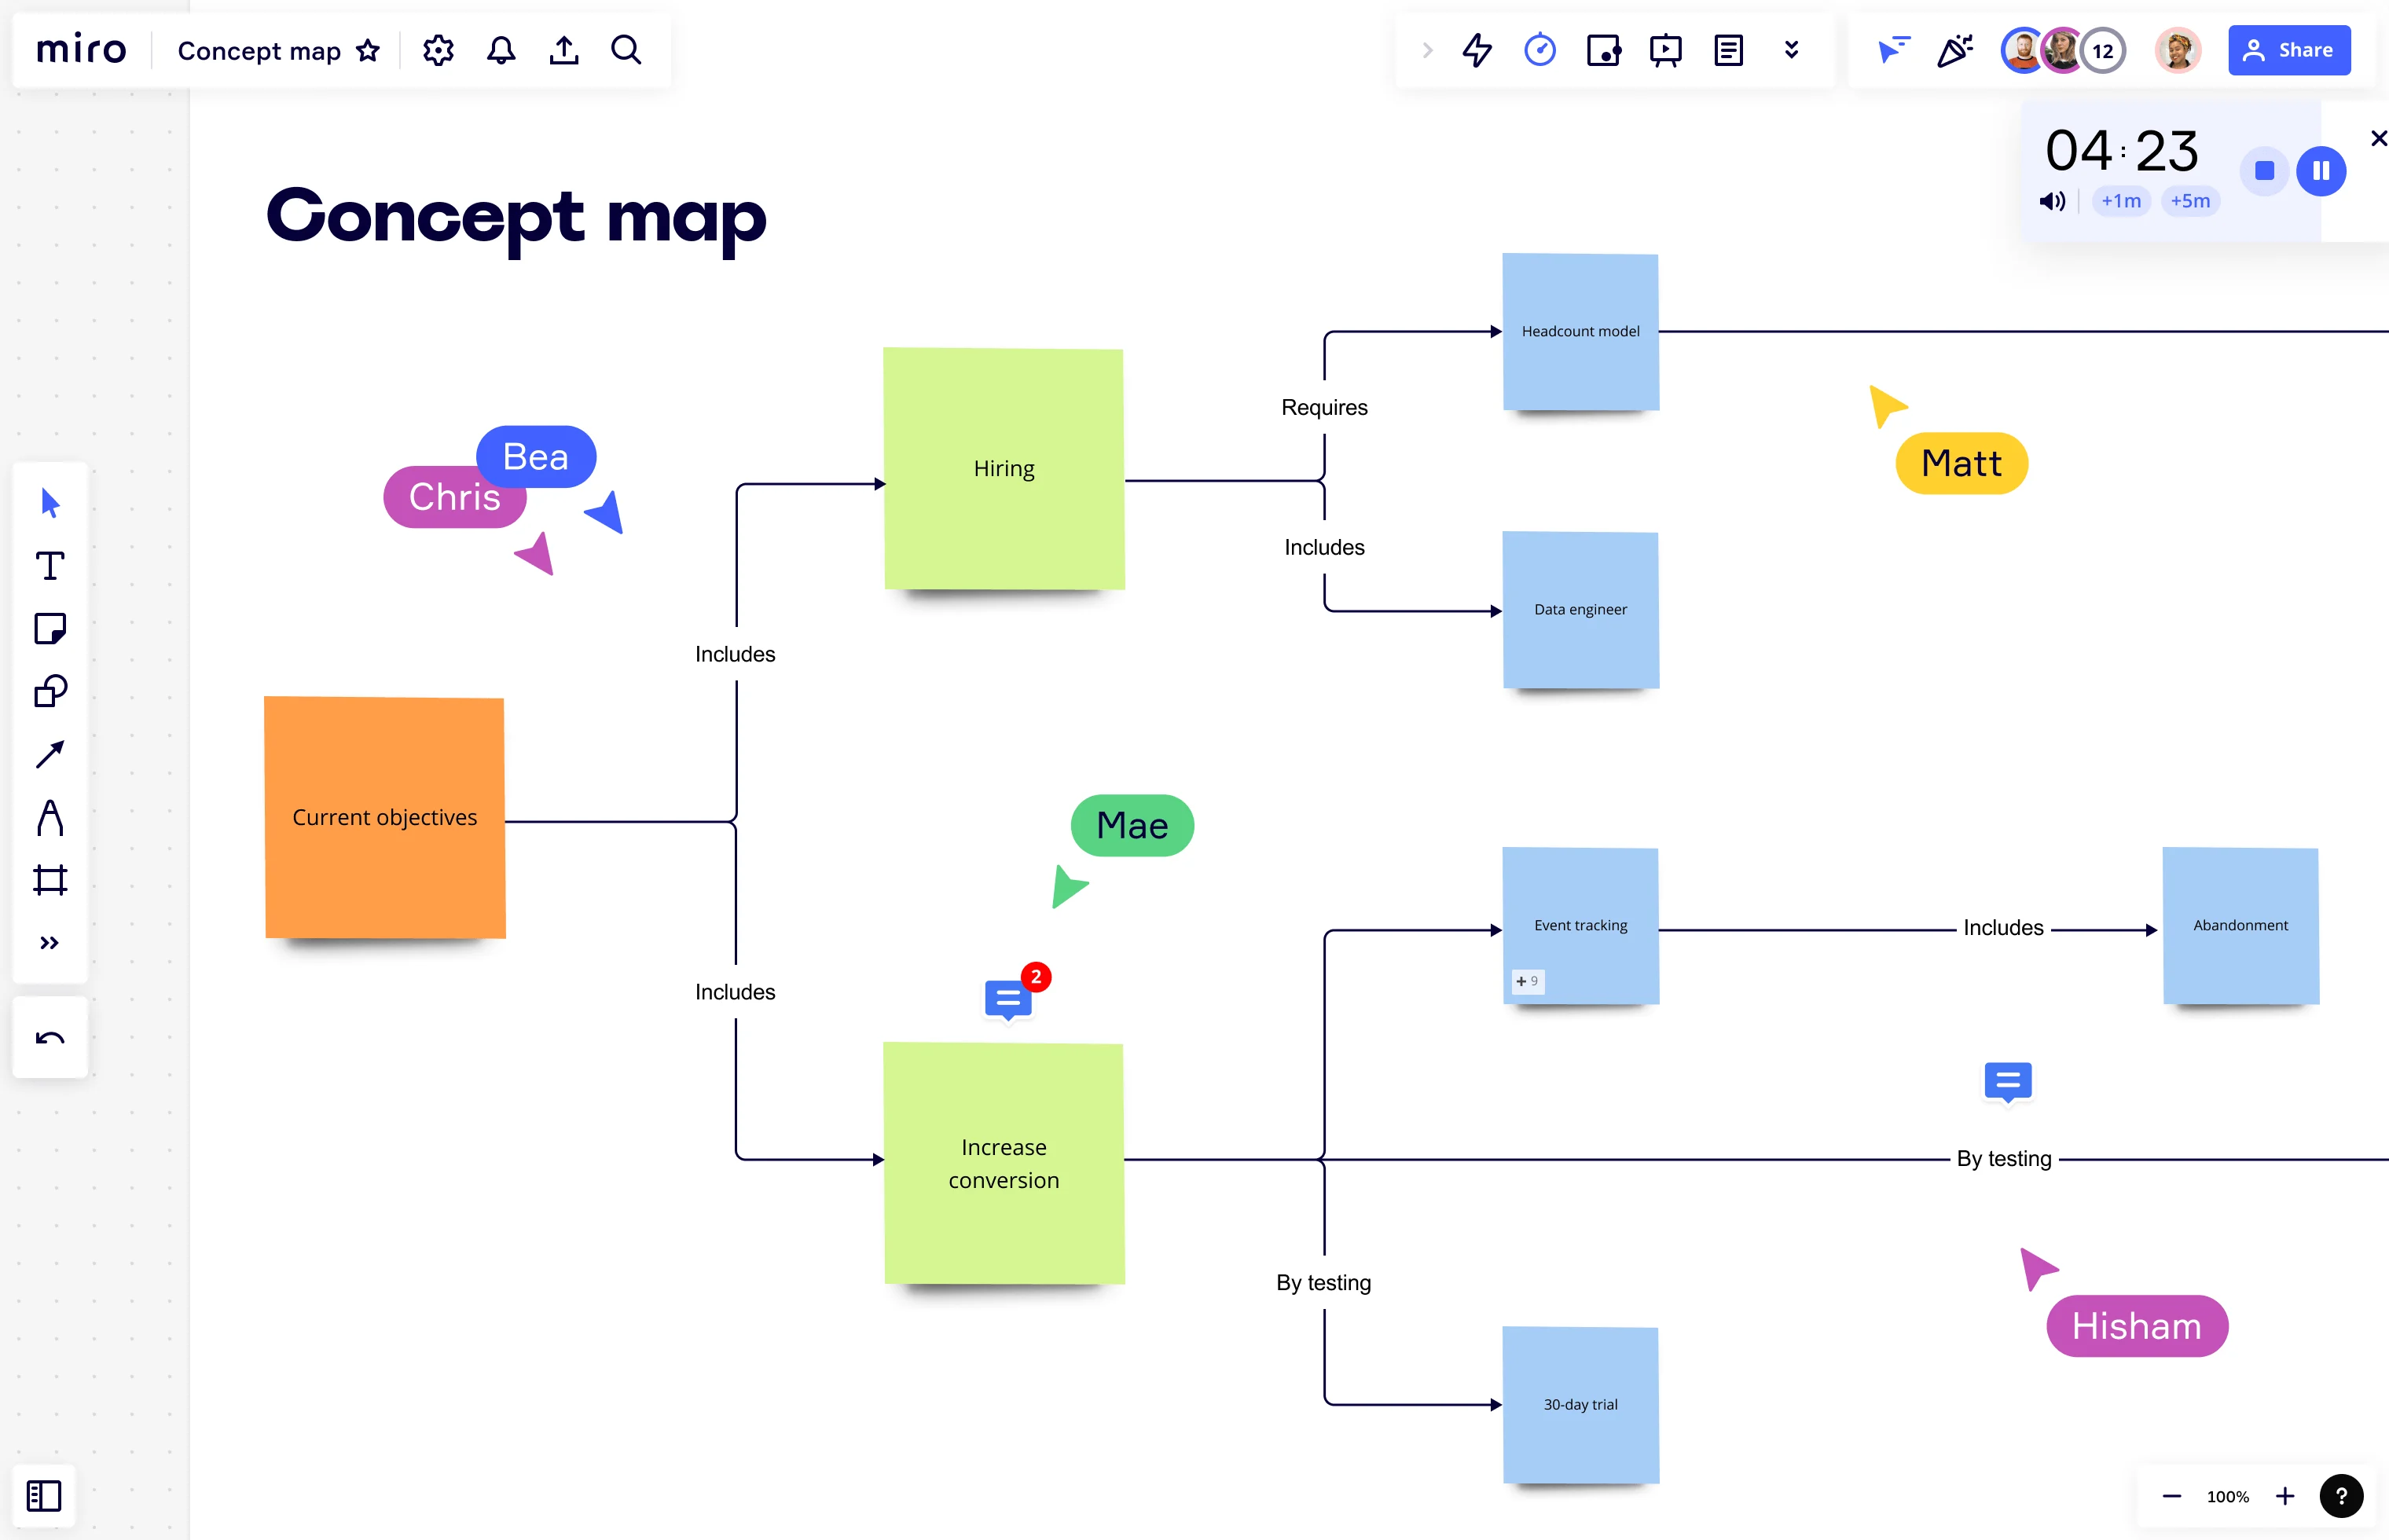 miro
Concept map
12
Share
04:23
+1m
+5m
Concept map
Headcount model
Requires
Bea
Matt
Hiring
Chris
Includes
Data engineer
Includes
Current objectives
Mae
Event tracking
Includes
Abandonment
9
2
Includes
Increase
conversion
By testing
By testing
Hisham
30-day trial
100%
?